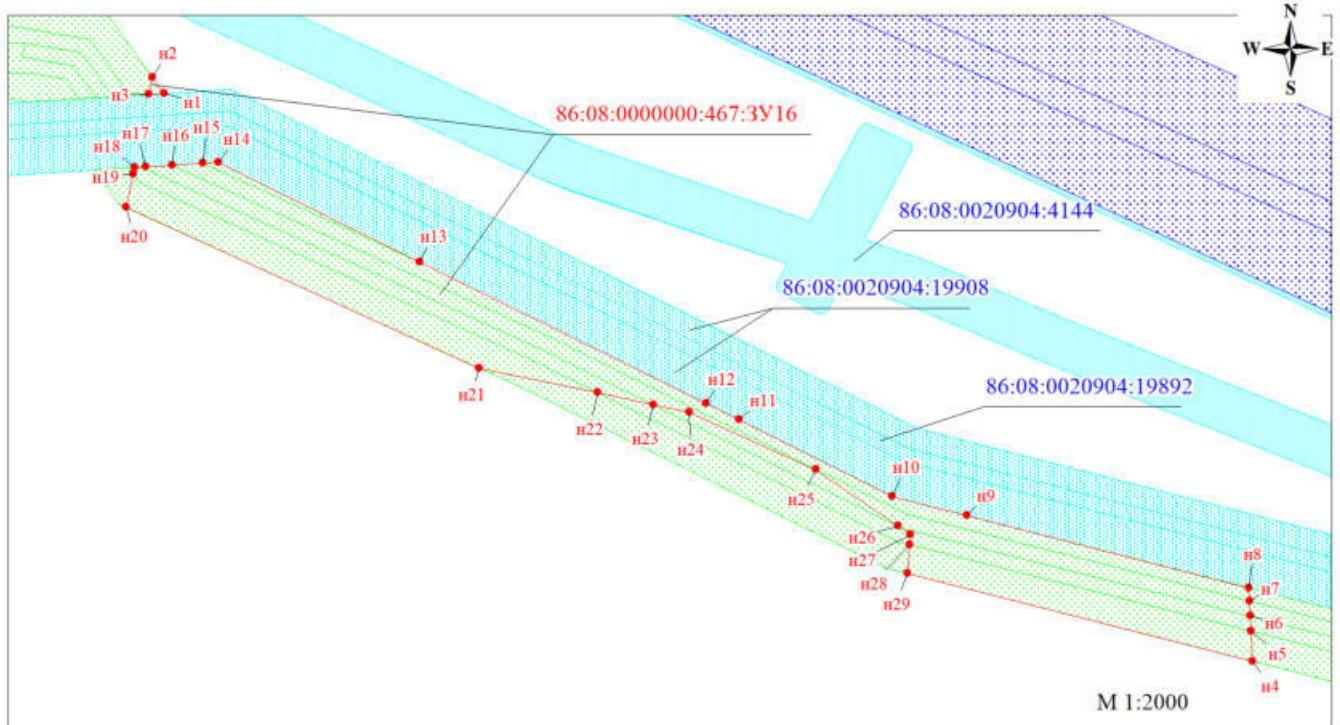 N
W E
S
н2
н3 н1
86:08:0000000:467:ЗУ16
н18 н17 н16 н15 н14
н19
н20
н13
86:08:0020904:4144
86:08:0020904:19908
н21
н22
н23
н24
н12
н11
86:08:0020904:19892
н25
н10
н9
н26
н27
н28
н29
н8
н7
н6
н5
н4
М 1:2000